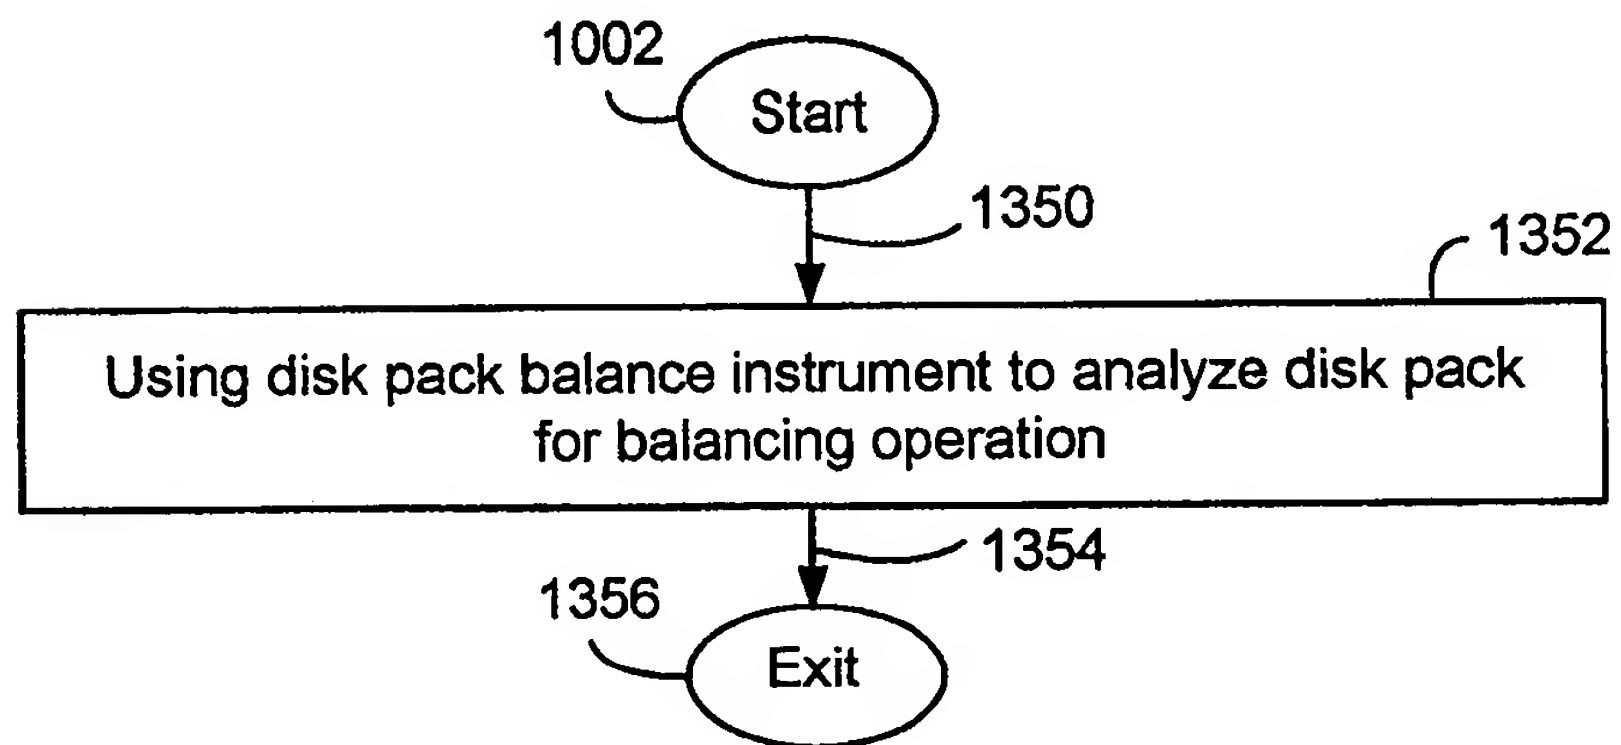 1002
Start
1350
1352
Using disk pack balance instrument to analyze disk pack
for balancing operation
1354
1356
Exit